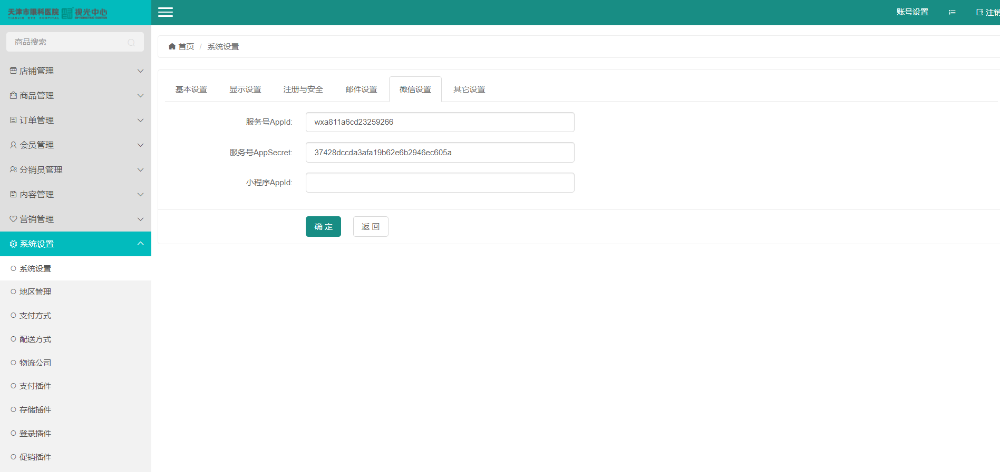 天津市眼科医院 视光中心
TIANJIN EYE HOSPITAL OPTOMETRIC CENTER
账号设置
注销
商品搜索
店铺管理
商品管理
订单管理
会员管理
分销员管理
内容管理
营销管理
系统设置
系统设置
地区管理
支付方式
配送方式
物流公司
支付插件
存储插件
登录插件
促销插件
首页 / 系统设置
基本设置 显示设置 注册与安全 邮件设置 微信设置 其它设置
服务号AppId: wxa811a6cd23259266
服务号AppSecret: 37428dccda3afa19b62e6b2946ec605a
小程序AppId:
确 定 返 回